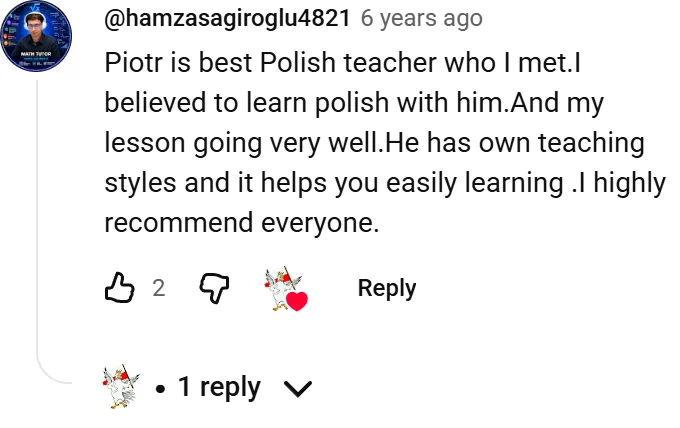 @hamzasagiroglu4821 6 years ago
Piotr is best Polish teacher who I met.I
believed to learn polish with him.And my
lesson going very well.He has own teaching
styles and it helps you easily learning .I highly
recommend everyone.
2 Reply
• 1 reply
MATH TUTOR